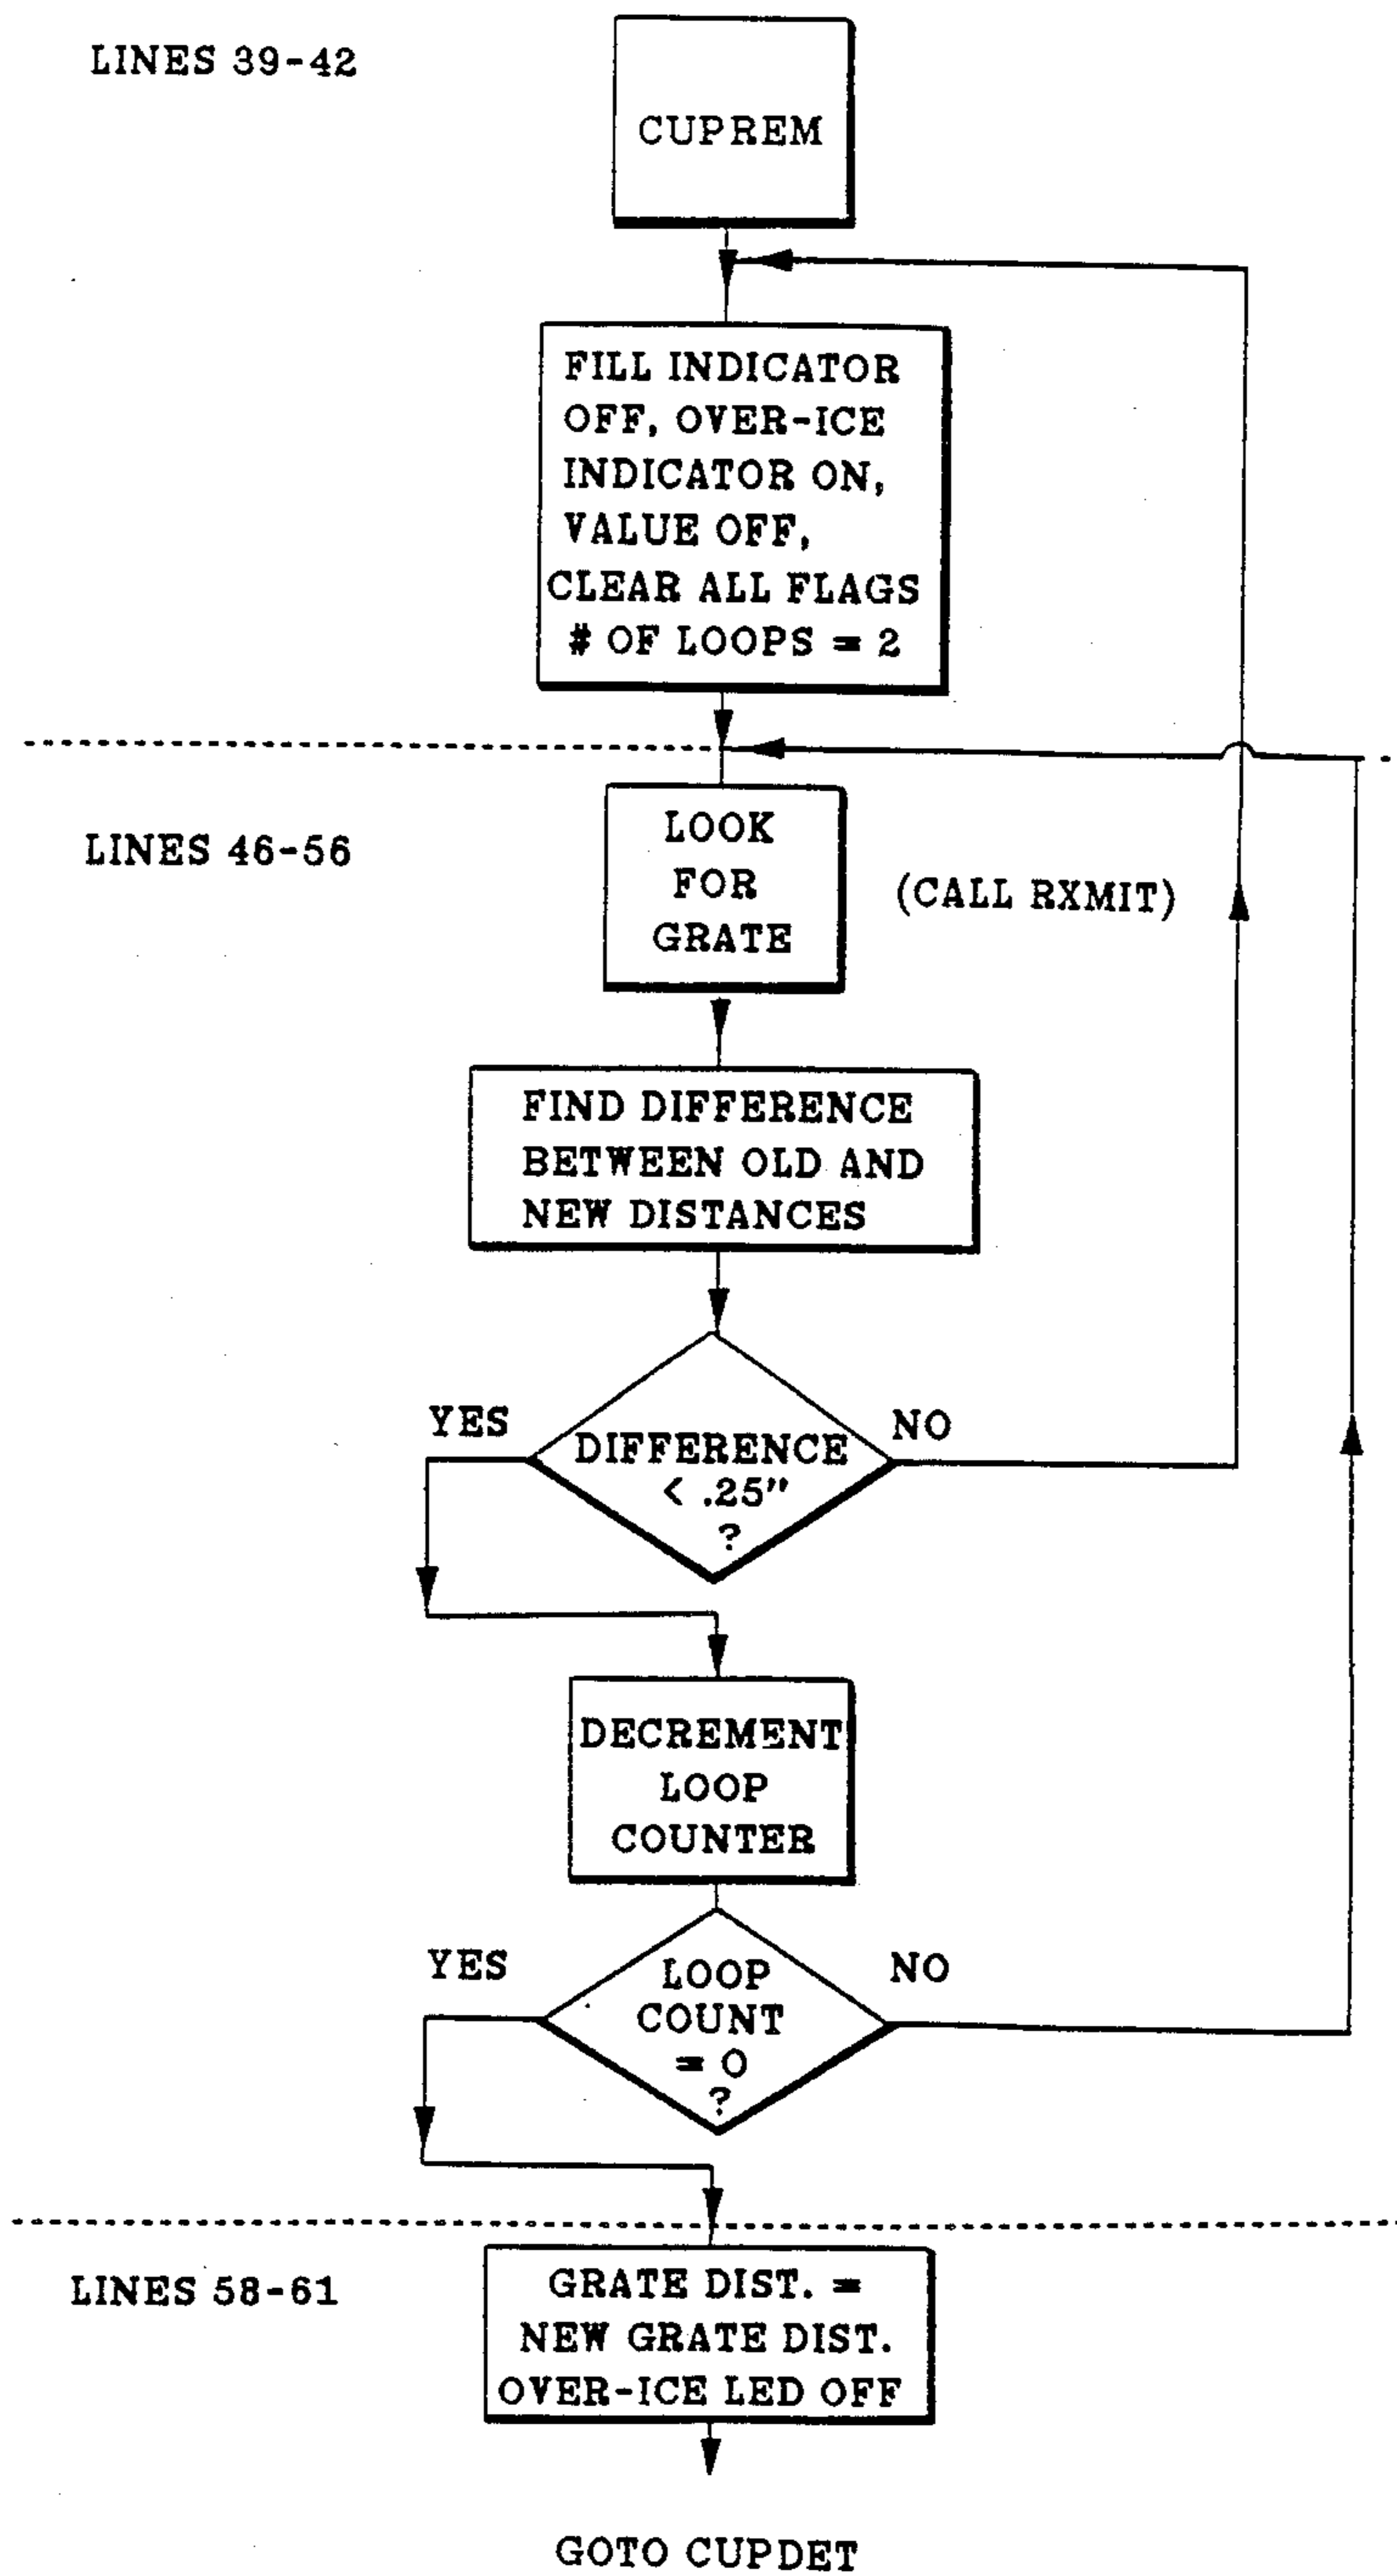 LINES 39-42
CUPREM
FILL INDICATOR
OFF, OVER-ICE
INDICATOR ON,
VALUE OFF,
CLEAR ALL FLAGS
# OF LOOPS = 2
LINES 46-56
LOOK
FOR
GRATE
(CALL RXMIT)
FIND DIFFERENCE
BETWEEN OLD AND
NEW DISTANCES
YES
NO
DIFFERENCE
< .25"
?
DECREMENT
LOOP
COUNTER
YES
NO
LOOP
COUNT
= 0
?
LINES 58-61
GRATE DIST. =
NEW GRATE DIST.
OVER-ICE LED OFF
GOTO CUPDET